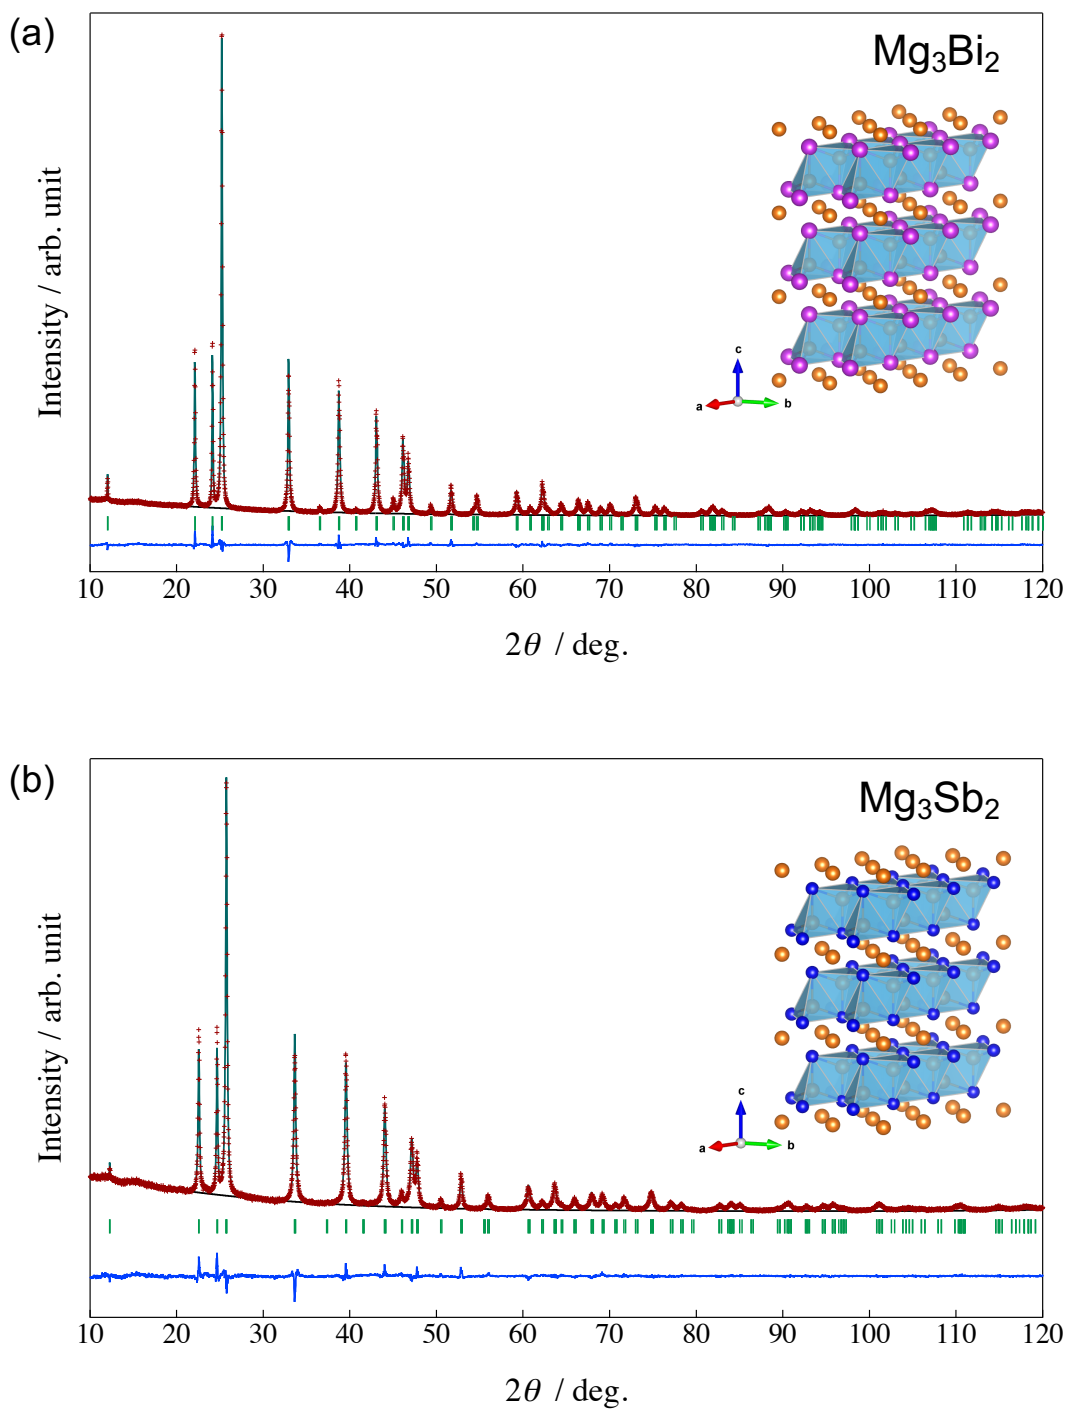 (a)
Mg₃Bi₂
Intensity / arb. unit
c
a
b
10 20 30 40 50 60 70 80 90 100 110 120
2θ / deg.
(b)
Mg₃Sb₂
Intensity / arb. unit
c
a
b
10 20 30 40 50 60 70 80 90 100 110 120
2θ / deg.